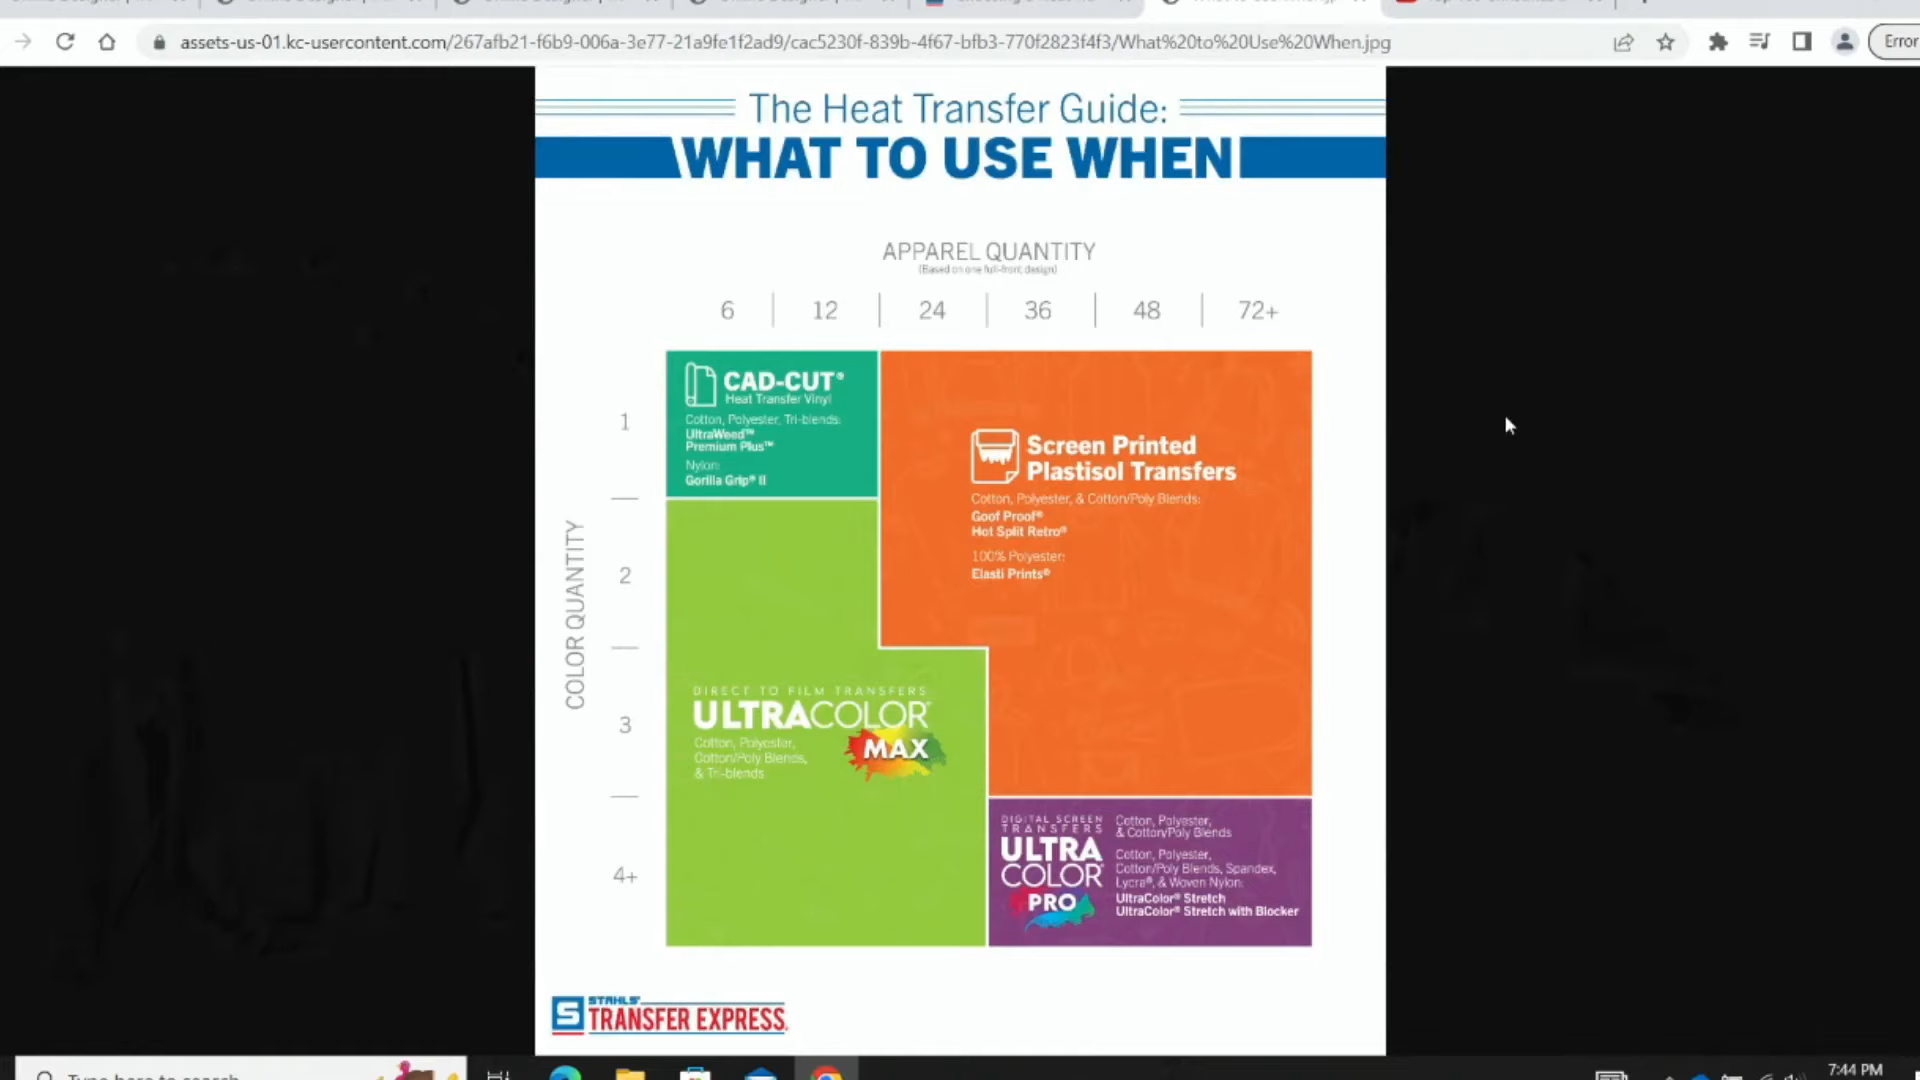 assets-us-01.kc-usercontent.com/267afb21-f6b9-006a-3e77-21a9fe1f2ad9/cac5230f-839b-4f67-bfb3-770f2823f4f3/What%20to%20Use%20When.jpg
Error
The Heat Transfer Guide:
WHAT TO USE WHEN
APPAREL QUANTITY
(Based on one full-front design)
6 12 24 36 48 72+
COLOR QUANTITY
1
2
3
4+
CAD-CUT®
Heat Transfer Vinyl
Cotton, Polyester, Tri-blends:
UltraWeed™
Premium Plus™
Nylon:
Gorilla Grip® II
Screen Printed
Plastisol Transfers
Cotton, Polyester, & Cotton/Poly Blends:
Goof Proof®
Hot Split Retro®
100% Polyester:
Elasti Prints®
DIRECT TO FILM TRANSFERS
ULTRACOLOR®
MAX
Cotton, Polyester,
Cotton/Poly Blends,
& Tri-blends
DIGITAL SCREEN
TRANSFERS
ULTRA
COLOR®
PRO
Cotton, Polyester,
& Cotton/Poly Blends
Cotton, Polyester,
Cotton/Poly Blends, Spandex,
Lycra®, & Woven Nylon:
UltraColor® Stretch
UltraColor® Stretch with Blocker
S
STAHLS'
TRANSFER EXPRESS.
Type here to search
7:44 PM